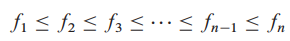 f₁ ≤ f₂ ≤ f₃ ≤ ⋯ ≤ fₙ₋₁ ≤ fₙ